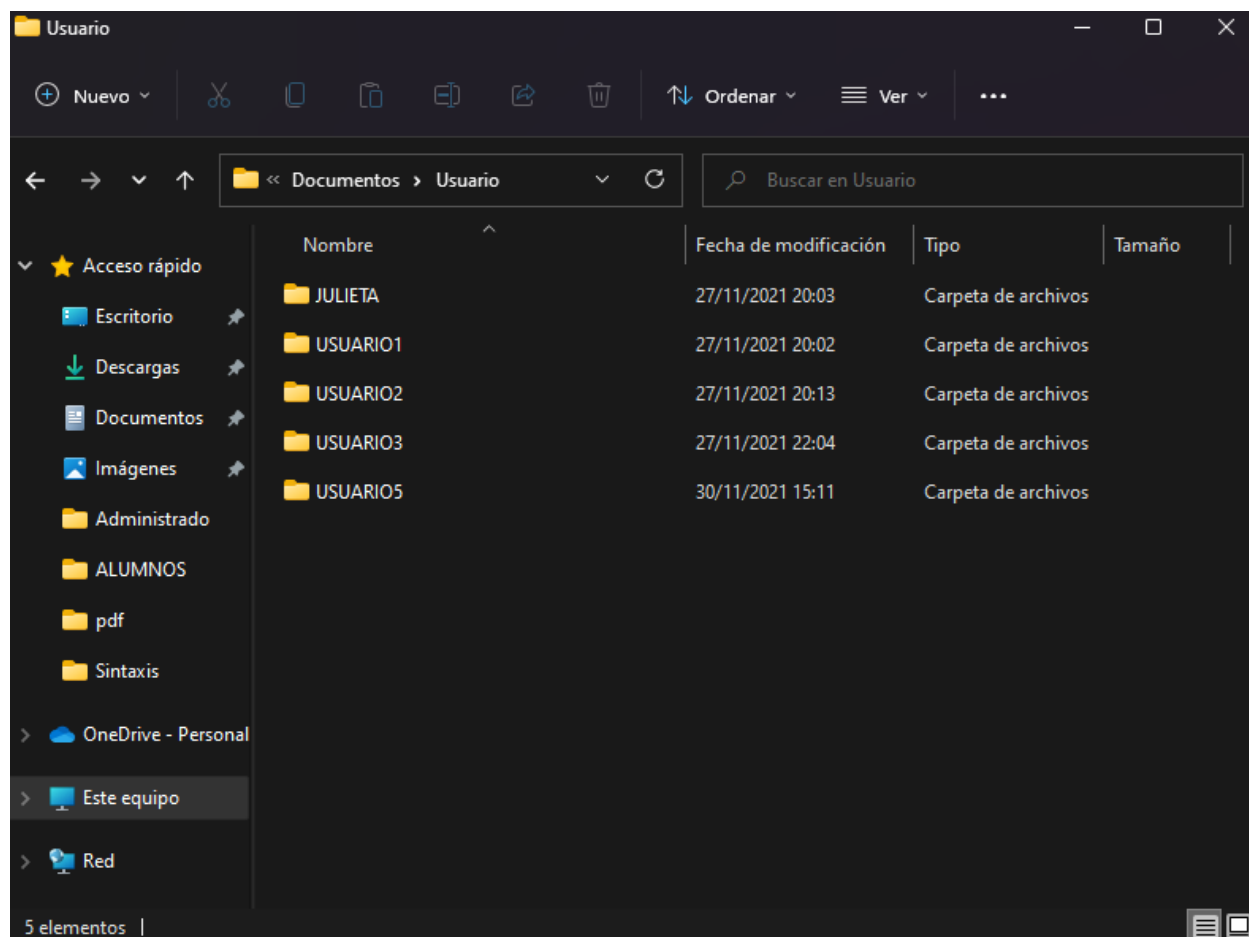 Usuario
Nuevo
Ordenar
Ver
Documentos > Usuario
Buscar en Usuario
Nombre Fecha de modificación Tipo Tamaño
Acceso rápido
Escritorio
Descargas
Documentos
Imágenes
Administrado
ALUMNOS
pdf
Sintaxis
OneDrive - Personal
Este equipo
Red
JULIETA 27/11/2021 20:03 Carpeta de archivos
USUARIO1 27/11/2021 20:02 Carpeta de archivos
USUARIO2 27/11/2021 20:13 Carpeta de archivos
USUARIO3 27/11/2021 22:04 Carpeta de archivos
USUARIO5 30/11/2021 15:11 Carpeta de archivos
5 elementos